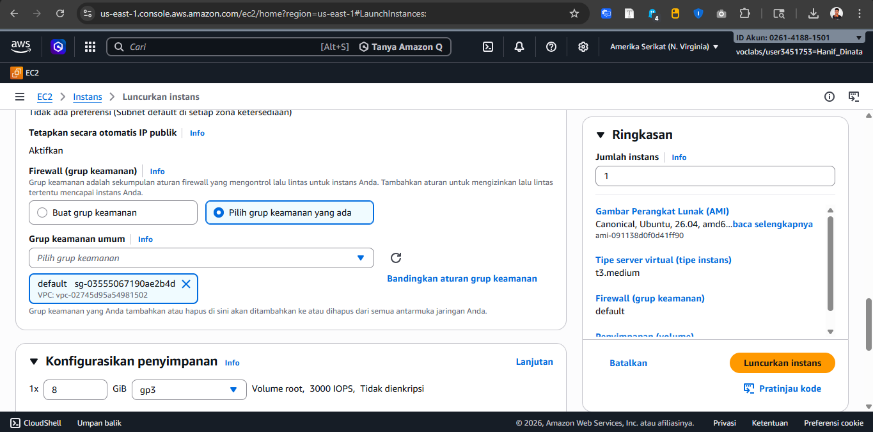 us-east-1.console.aws.amazon.com/ec2/home?region=us-east-1#LaunchInstances:
aws
Cari
[Alt+S]
Tanya Amazon Q
Amerika Serikat (N. Virginia)
ID Akun: 0261-4188-1501
voclabs/user3451753=Hanif_Dinata
EC2
EC2 > Instans > Luncurkan instans
Tidak ada preferensi (Subnet default di setiap zona ketersediaan)
Tetapkan secara otomatis IP publik
Info
Aktifkan
Firewall (grup keamanan)
Info
Grup keamanan adalah sekumpulan aturan firewall yang mengontrol lalu lintas untuk instans Anda. Tambahkan aturan untuk mengizinkan lalu lintas
tertentu mencapai instans Anda.
Buat grup keamanan
Pilih grup keamanan yang ada
Grup keamanan umum
Info
Pilih grup keamanan
Bandingkan aturan grup keamanan
default sg-03555067190ae2b4d
VPC: vpc-02745d95a54981502
Grup keamanan yang Anda tambahkan atau hapus di sini akan ditambahkan ke atau dihapus dari semua antarmuka jaringan Anda.
Konfigurasikan penyimpanan
Info
Lanjutan
1x
8
GiB
gp3
Volume root, 3000 IOPS, Tidak dienkripsi
Ringkasan
Jumlah instans
Info
1
Gambar Perangkat Lunak (AMI)
Canonical, Ubuntu, 26.04, amd6...baca selengkapnya
ami-091138d0f0d41ff90
Tipe server virtual (tipe instans)
t3.medium
Firewall (grup keamanan)
default
Penyimpanan (volume)
Batalkan
Luncurkan instans
Pratinjau kode
CloudShell
Umpan balik
© 2026, Amazon Web Services, Inc. atau afiliasinya.
Privasi
Ketentuan
Preferensi cookie